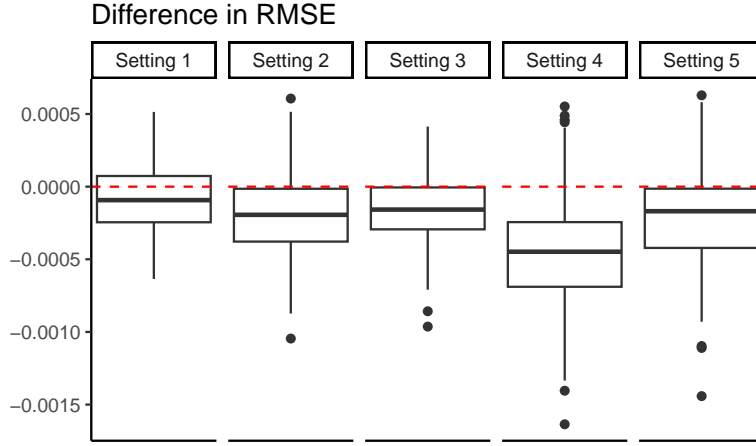 Difference in RMSE
Setting 1 Setting 2 Setting 3 Setting 4 Setting 5
0.0005
0.0000
−0.0005
−0.0010
−0.0015